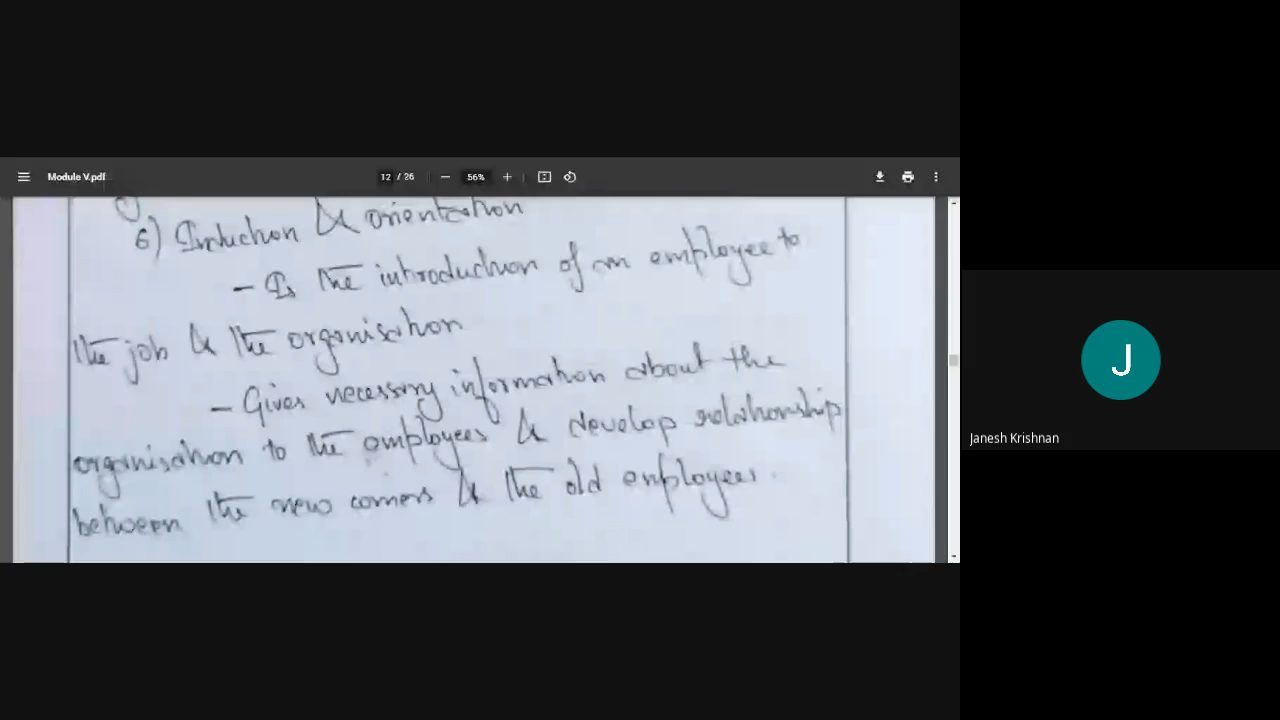 Module V.pdf
12 / 26
56%
6) Induction & orientation
- Is the introduction of an employee to
the job & the organisation
- Gives necessary information about the
organisation to the employees & develop relationship
between the new comers & the old employees.
J
Janesh Krishnan